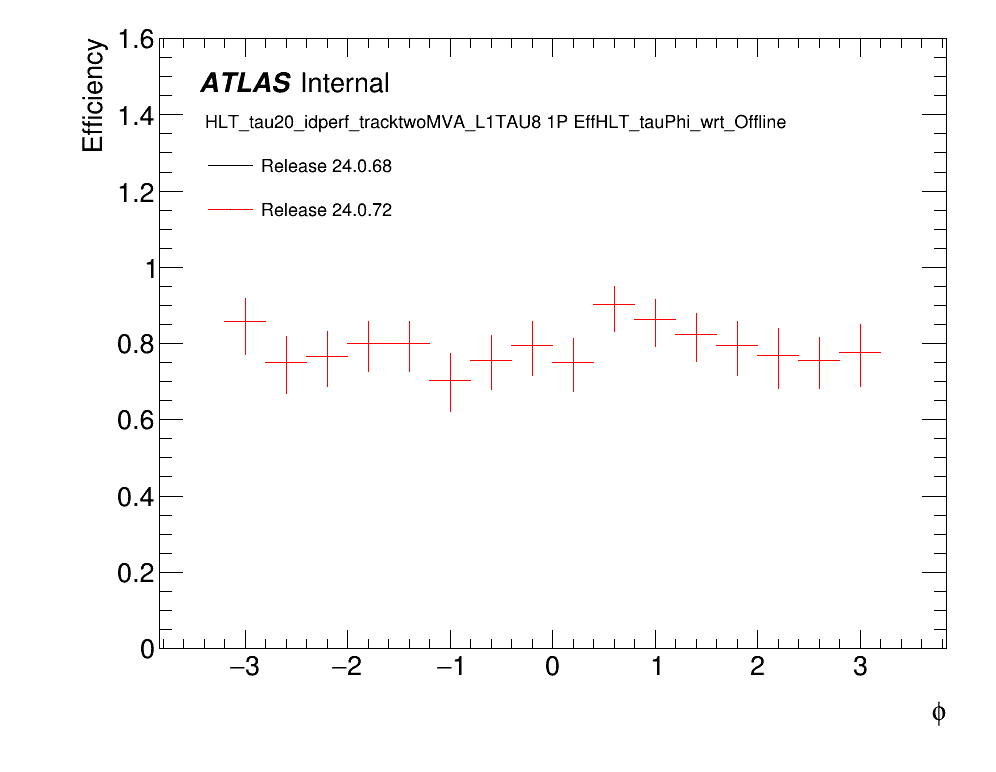 Efficiency
ATLAS Internal
HLT_tau20_idperf_tracktwoMVA_L1TAU8 1P EffHLT_tauPhi_wrt_Offline
Release 24.0.68
Release 24.0.72
1.6
1.4
1.2
1
0.8
0.6
0.4
0.2
0
−3 −2 −1 0 1 2 3
ϕ